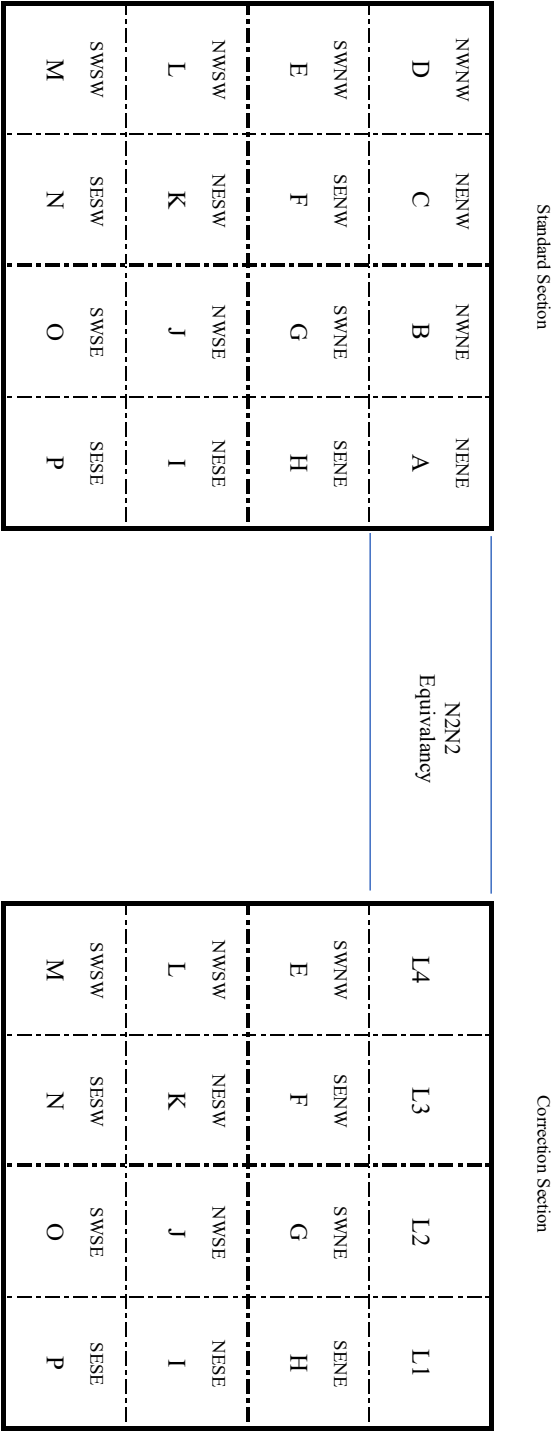 Standard Section
NWNW
NENW
NWNE
NENE
D
C
B
A
SWNW
SENW
SWNE
SENE
E
F
G
H
NWSW
NESW
NWSE
NESE
L
K
J
I
SWSW
SESW
SWSE
SESE
M
N
O
P
N2N2
Equivalancy
Correction Section
L4
L3
L2
L1
SWNW
SENW
SWNE
SENE
E
F
G
H
NWSW
NESW
NWSE
NESE
L
K
J
I
SWSW
SESW
SWSE
SESE
M
N
O
P